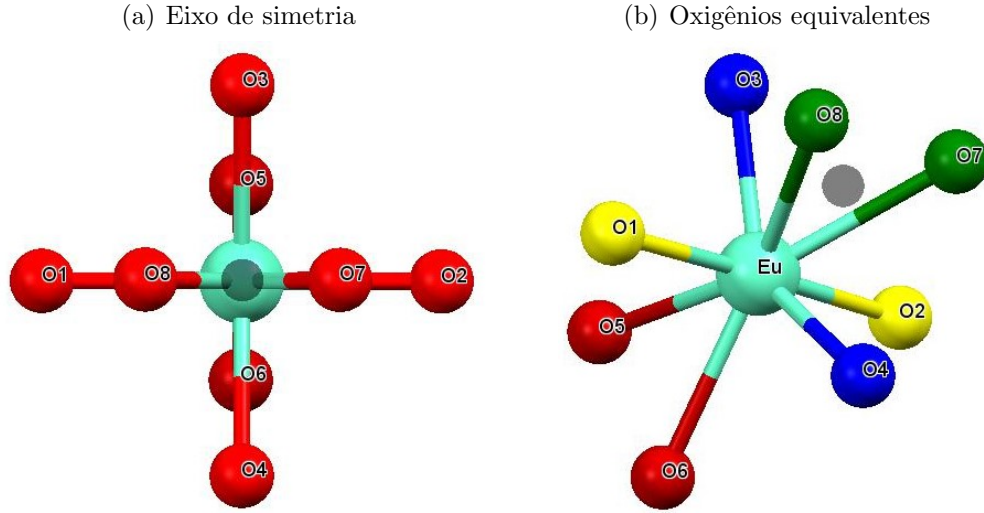 (a) Eixo de simetria
(b) Oxigênios equivalentes
O3
O5
O1
O8
O7
O2
O6
O4
O3
O8
O7
O1
Eu
O2
O5
O4
O6